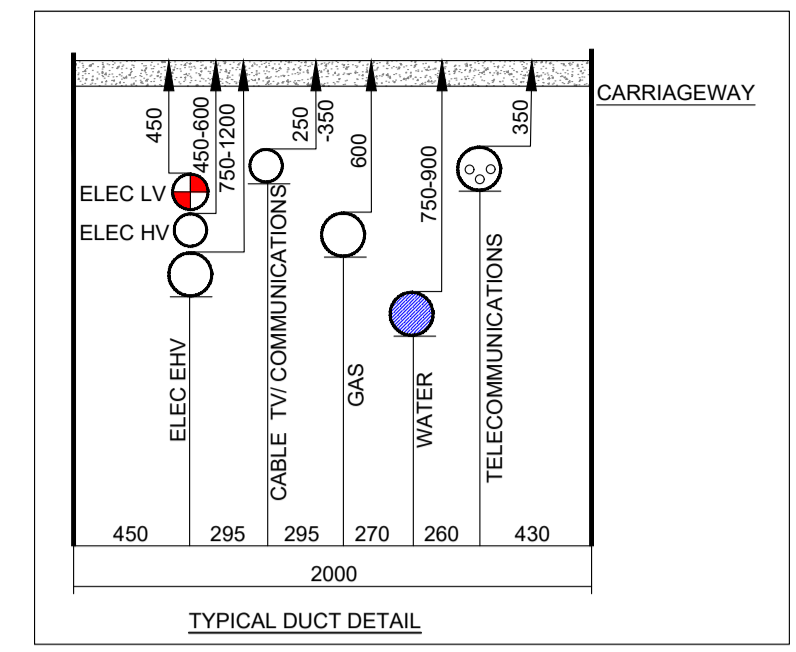 CARRIAGEWAY
450
450-600
750-1200
250
-350
600
750-900
350
ELEC LV
ELEC HV
ELEC EHV
CABLE TV/ COMMUNICATIONS
GAS
WATER
TELECOMMUNICATIONS
450 295 295 270 260 430
2000
TYPICAL DUCT DETAIL